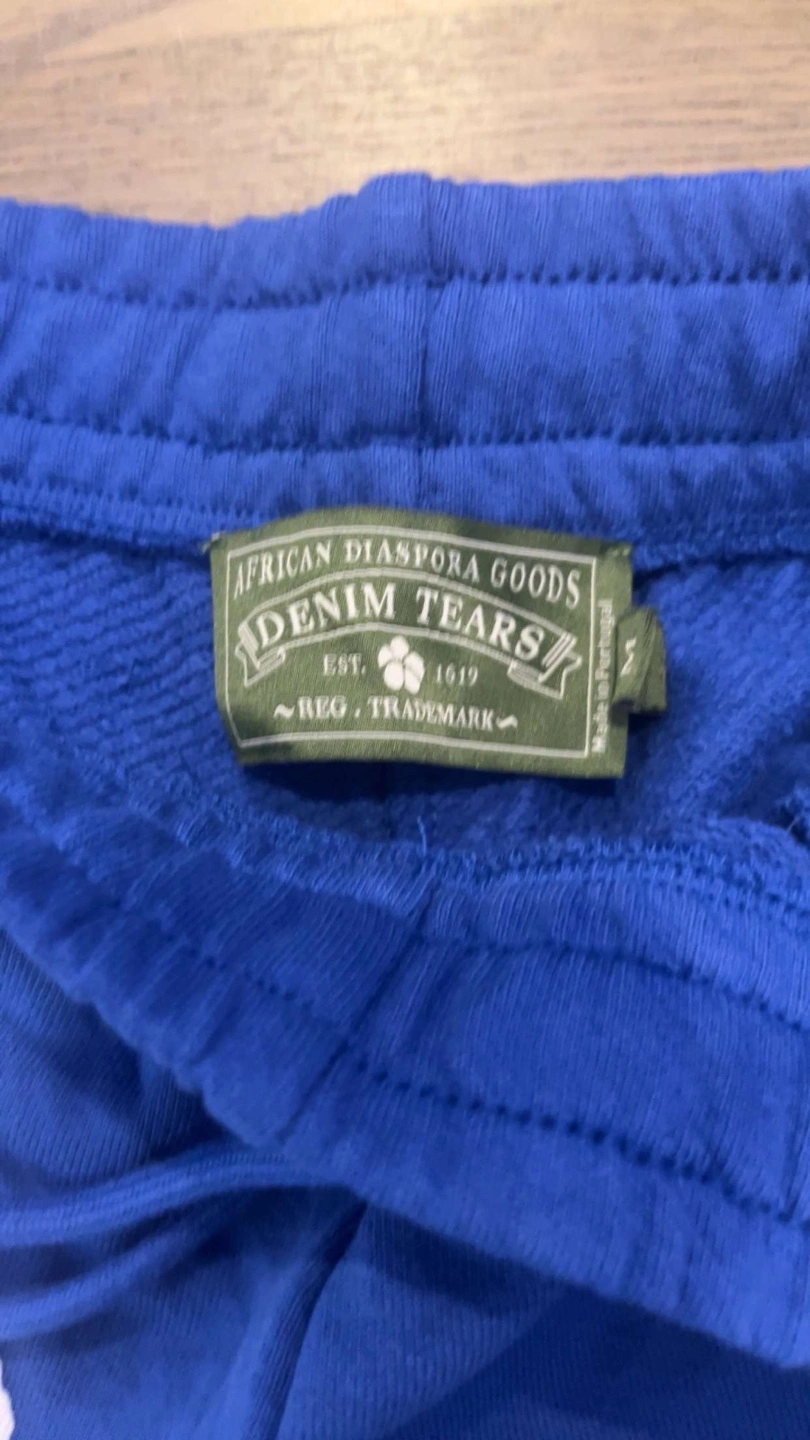 AFRICAN DIASPORA GOODS
DENIM TEARS
EST. 1619
~REG . TRADEMARK~
Made in Portugal
M